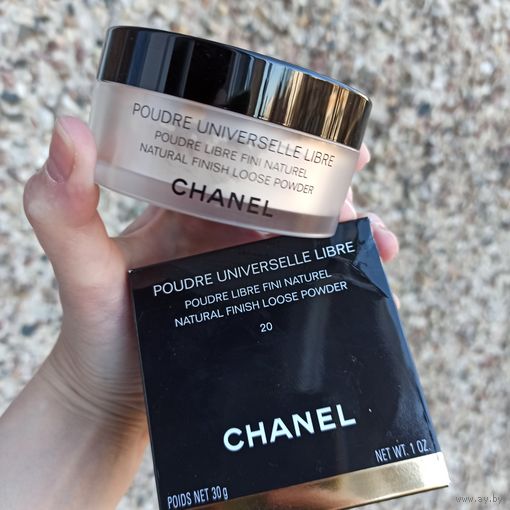 POUDRE UNIVERSELLE LIBRE
POUDRE LIBRE FINI NATUREL
NATURAL FINISH LOOSE POWDER
CHANEL
POUDRE UNIVERSELLE LIBRE
POUDRE LIBRE FINI NATUREL
NATURAL FINISH LOOSE POWDER
20
CHANEL
POIDS NET 30 g
NET WT. 1 OZ.
www.ay.by